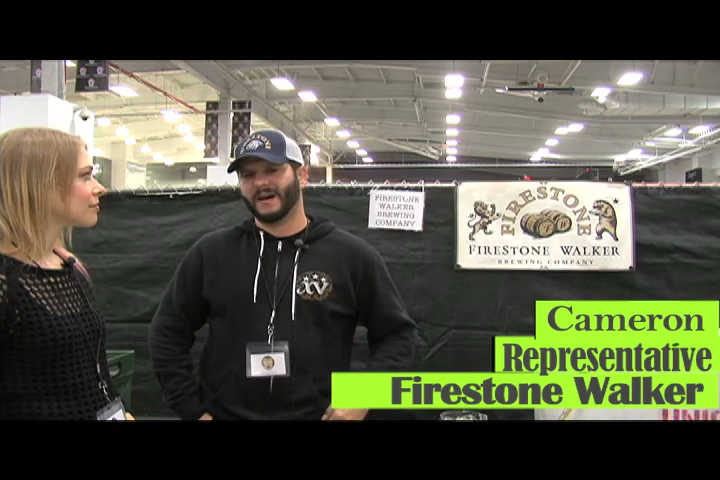 FIRESTONE
WALKER
BREWING
COMPANY
FIRESTONE
FIRESTONE WALKER
BREWING COMPANY
XV
Cameron
Representative
Firestone Walker